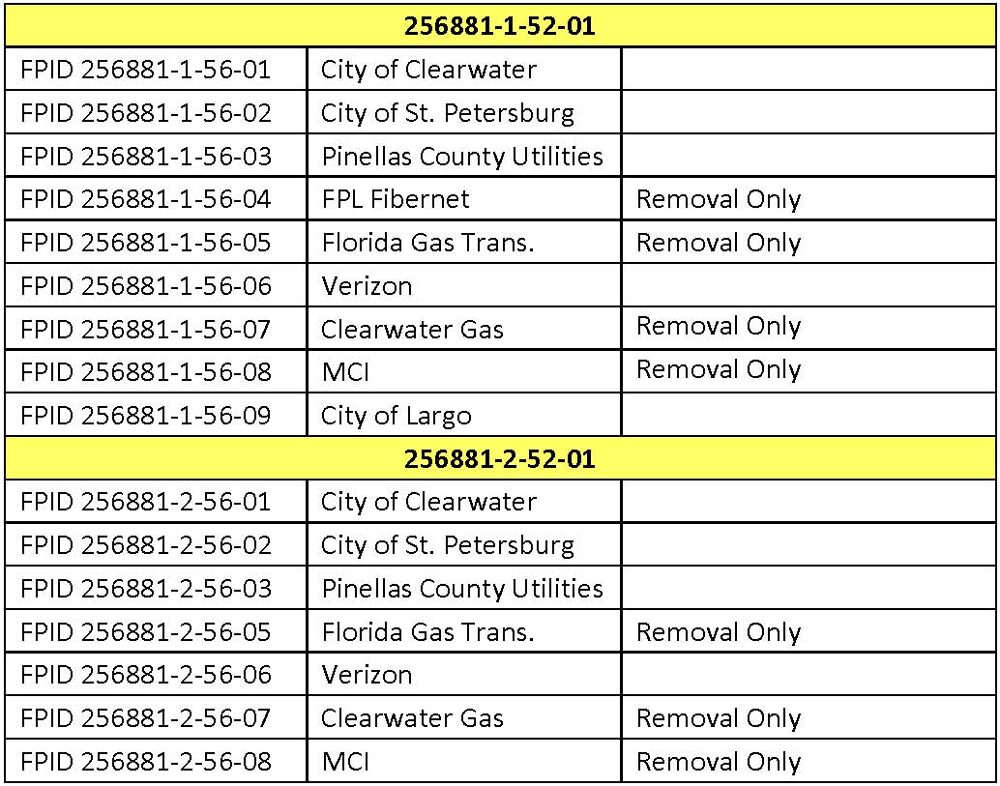 256881-1-52-01
FPID 256881-1-56-01 City of Clearwater
FPID 256881-1-56-02 City of St. Petersburg
FPID 256881-1-56-03 Pinellas County Utilities
FPID 256881-1-56-04 FPL Fibernet Removal Only
FPID 256881-1-56-05 Florida Gas Trans. Removal Only
FPID 256881-1-56-06 Verizon
FPID 256881-1-56-07 Clearwater Gas Removal Only
FPID 256881-1-56-08 MCI Removal Only
FPID 256881-1-56-09 City of Largo
256881-2-52-01
FPID 256881-2-56-01 City of Clearwater
FPID 256881-2-56-02 City of St. Petersburg
FPID 256881-2-56-03 Pinellas County Utilities
FPID 256881-2-56-05 Florida Gas Trans. Removal Only
FPID 256881-2-56-06 Verizon
FPID 256881-2-56-07 Clearwater Gas Removal Only
FPID 256881-2-56-08 MCI Removal Only